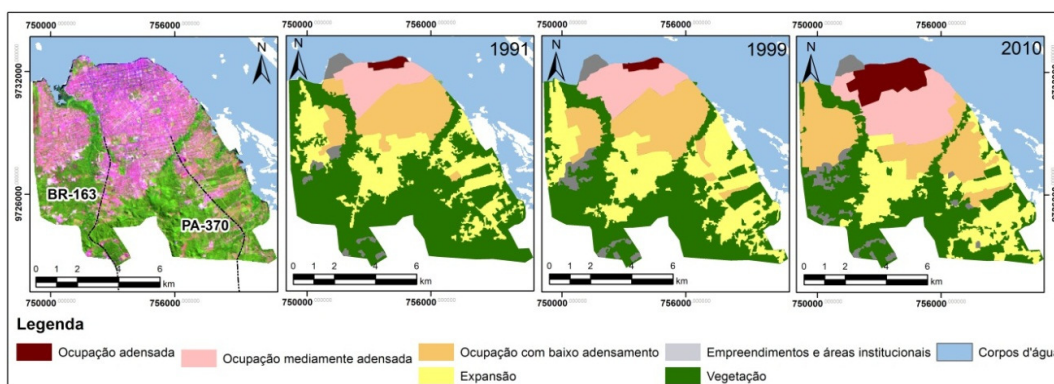 750000 756000
750000 756000
750000 756000
750000 756000
N
N 1991
N 1999
N 2010
9732000
9726000
BR-163
PA-370
0 1 2 4 6
km
0 1 2 4 6
km
0 1 2 4 6
km
0 1 2 4 6
km
750000 756000
750000 756000
750000 756000
750000 756000
Legenda
Ocupação adensada
Ocupação mediamente adensada
Ocupação com baixo adensamento
Empreendimentos e áreas institucionais
Corpos d'água
Expansão
Vegetação